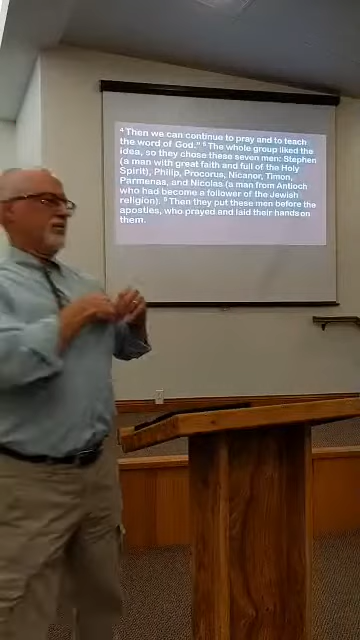 4 Then we can continue to pray and to teach
the word of God." 5 The whole group liked the
idea, so they chose these seven men: Stephen
(a man with great faith and full of the Holy
Spirit), Philip, Procorus, Nicanor, Timon,
Parmenas, and Nicolas (a man from Antioch
who had become a follower of the Jewish
religion). 6 Then they put these men before the
apostles, who prayed and laid their hands on
them.